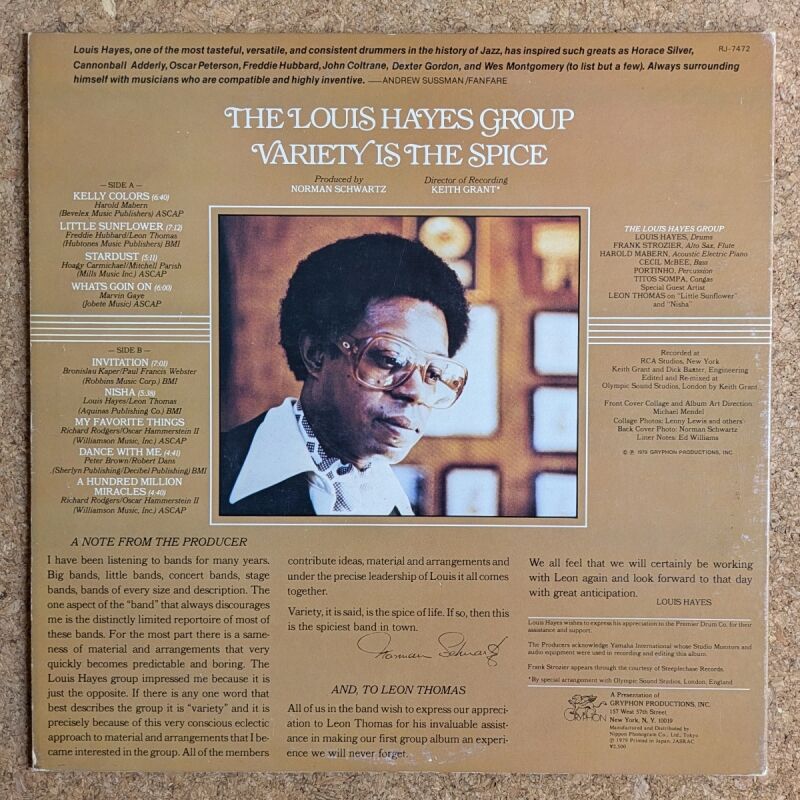 Louis Hayes, one of the most tasteful, versatile, and consistent drummers in the history of Jazz, has inspired such greats as Horace Silver,
Cannonball Adderly, Oscar Peterson, Freddie Hubbard, John Coltrane, Dexter Gordon, and Wes Montgomery (to list but a few). Always surrounding
himself with musicians who are compatible and highly inventive. —ANDREW SUSSMAN/FANFARE
RJ-7472
THE LOUIS HAYES GROUP
VARIETY IS THE SPICE
Produced by
NORMAN SCHWARTZ
Director of Recording
KEITH GRANT*
— SIDE A —
KELLY COLORS (6:40)
Harold Mabern
(Bevelex Music Publishers) ASCAP
LITTLE SUNFLOWER (7:12)
Freddie Hubbard/Leon Thomas
(Hubtones Music Publishers) BMI
STARDUST (5:11)
Hoagy Carmichael/Mitchell Parish
(Mills Music Inc.) ASCAP
WHATS GOIN ON (6:00)
Marvin Gaye
(Jobete Music) ASCAP
— SIDE B —
INVITATION (7:01)
Bronislau Kaper/Paul Francis Webster
(Robbins Music Corp.) BMI
NISHA (5:38)
Louis Hayes/Leon Thomas
(Aquinas Publishing Co.) BMI
MY FAVORITE THINGS
Richard Rodgers/Oscar Hammerstein II
(Williamson Music, Inc.) ASCAP
DANCE WITH ME (4:41)
Peter Brown/Robert Dans
(Sherlyn Publishing/Decibel Publishing) BMI
A HUNDRED MILLION
MIRACLES (4:40)
Richard Rodgers/Oscar Hammerstein II
(Williamson Music, Inc.) ASCAP
THE LOUIS HAYES GROUP
LOUIS HAYES, Drums
FRANK STROZIER, Alto Sax, Flute
HAROLD MABERN, Acoustic Electric Piano
CECIL McBEE, Bass
PORTINHO, Percussion
TITOS SOMPA, Congas
Special Guest Artist
LEON THOMAS on "Little Sunflower"
and "Nisha"
Recorded at
RCA Studios, New York
Keith Grant and Dick Baxter, Engineering
Edited and Re-mixed at
Olympic Sound Studios, London by Keith Grant
Front Cover Collage and Album Art Direction:
Michael Mendel
Collage Photos: Lenny Lewis and others
Back Cover Photo: Norman Schwartz
Liner Notes: Ed Williams
© ℗ 1979 GRYPHON PRODUCTIONS, INC.
A NOTE FROM THE PRODUCER
I have been listening to bands for many years.
Big bands, little bands, concert bands, stage
bands, bands of every size and description. The
one aspect of the "band" that always discourages
me is the distinctly limited repertoire of most of
these bands. For the most part there is a same-
ness of material and arrangements that very
quickly becomes predictable and boring. The
Louis Hayes group impressed me because it is
just the opposite. If there is any one word that
best describes the group it is "variety" and it is
precisely because of this very conscious eclectic
approach to material and arrangements that I be-
came interested in the group. All of the members
contribute ideas, material and arrangements and
under the precise leadership of Louis it all comes
together.
Variety, it is said, is the spice of life. If so, then this
is the spiciest band in town.
Norman Schwartz
AND, TO LEON THOMAS
All of us in the band wish to express our appreci-
ation to Leon Thomas for his invaluable assist-
ance in making our first group album an experi-
ence we will never forget.
We all feel that we will certainly be working
with Leon again and look forward to that day
with great anticipation.
LOUIS HAYES
Louis Hayes wishes to express his appreciation to the Premier Drum Co. for their
assistance and support.
The Producers acknowledge Yamaha International whose Studio Monitors and
audio equipment were used in recording and editing this album.
Frank Strozier appears through the courtesy of Steeplechase Records.
*By special arrangement with Olympic Sound Studios, London, England
GRYPHON
A Presentation of
GRYPHON PRODUCTIONS, INC.
157 West 57th Street
New York, N.Y. 10019
Manufactured and Distributed by
Nippon Phonogram Co., Ltd., Tokyo
℗ 1979 Printed in Japan, JASRAC
¥2,500